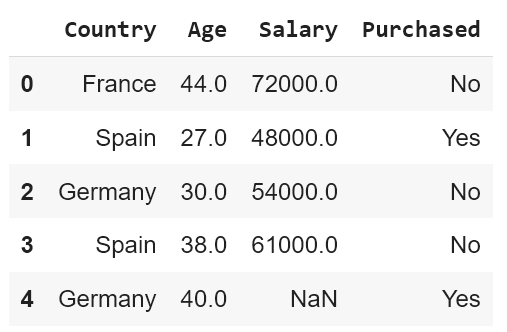 Country Age Salary Purchased
0 France 44.0 72000.0 No
1 Spain 27.0 48000.0 Yes
2 Germany 30.0 54000.0 No
3 Spain 38.0 61000.0 No
4 Germany 40.0 NaN Yes